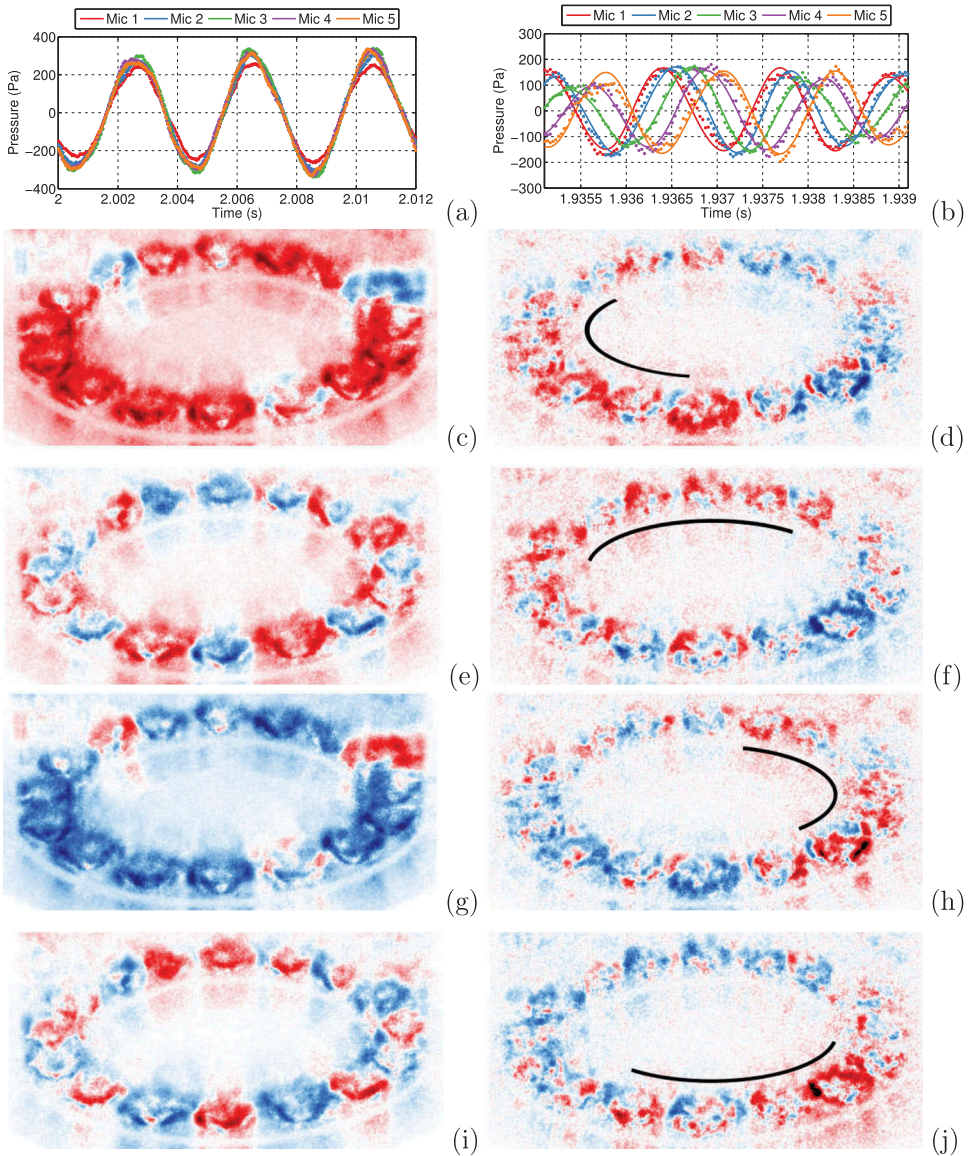 Mic 1 Mic 2 Mic 3 Mic 4 Mic 5
400
200
0
−200
−400
Pressure (Pa)
2 2.002 2.004 2.006 2.008 2.01 2.012
Time (s)
(a)
Mic 1 Mic 2 Mic 3 Mic 4 Mic 5
300
200
100
0
−100
−200
−300
Pressure (Pa)
1.9355 1.936 1.9365 1.937 1.9375 1.938 1.9385 1.939
Time (s)
(b)
(c)
(d)
(e)
(f)
(g)
(h)
(i)
(j)